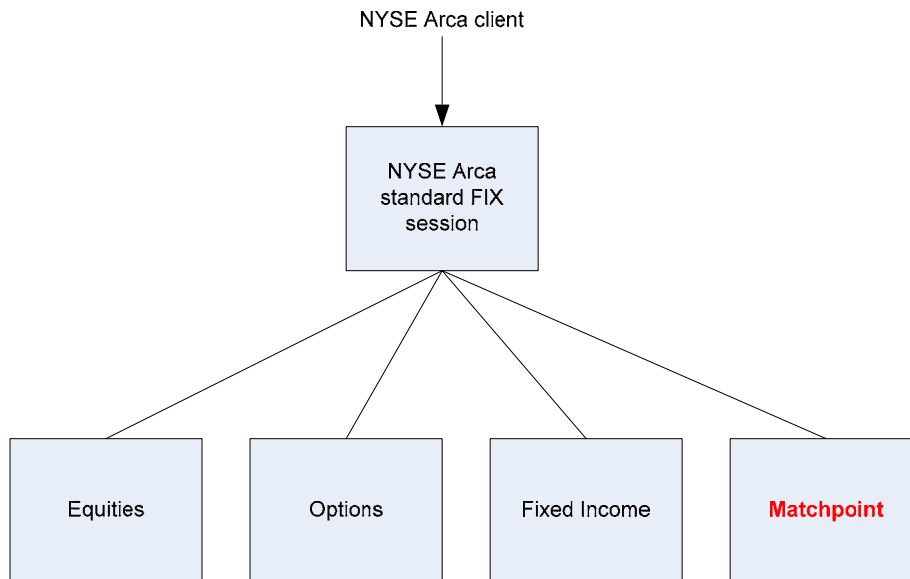 NYSE Arca client
NYSE Arca
standard FIX
session
Equities
Options
Fixed Income
Matchpoint